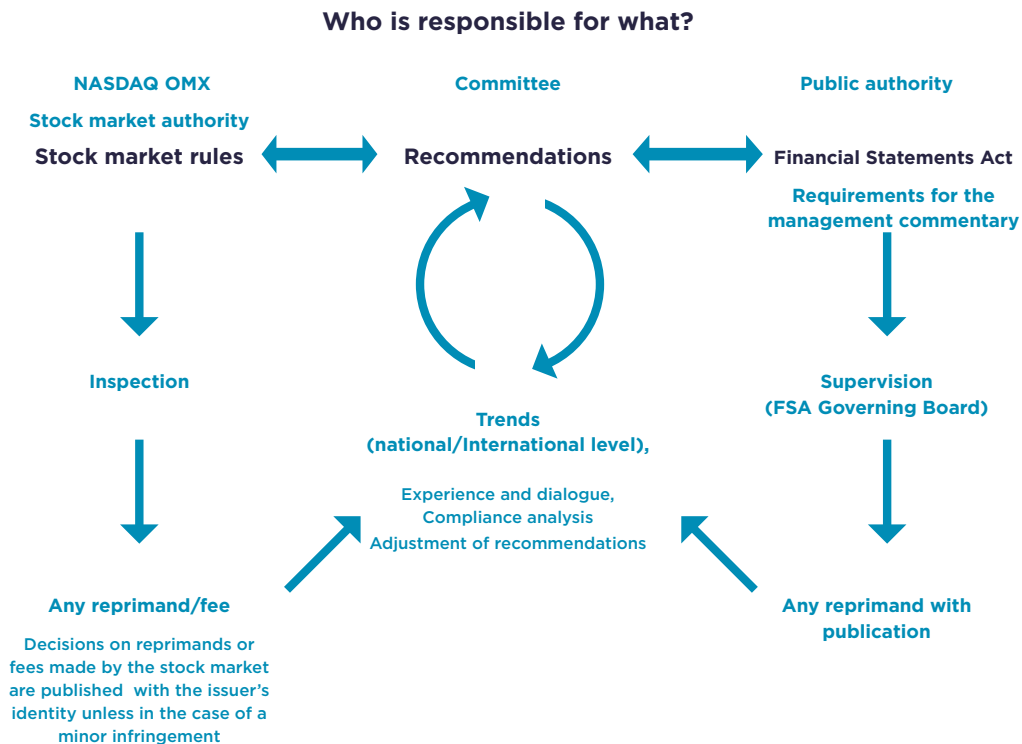 Who is responsible for what?
NASDAQ OMX
Stock market authority
Stock market rules
Committee
Recommendations
Public authority
Financial Statements Act
Requirements for the
management commentary
Inspection
Supervision
(FSA Governing Board)
Trends
(national/International level),
Experience and dialogue,
Compliance analysis
Adjustment of recommendations
Any reprimand/fee
Decisions on reprimands or
fees made by the stock market
are published with the issuer's
identity unless in the case of a
minor infringement
Any reprimand with
publication